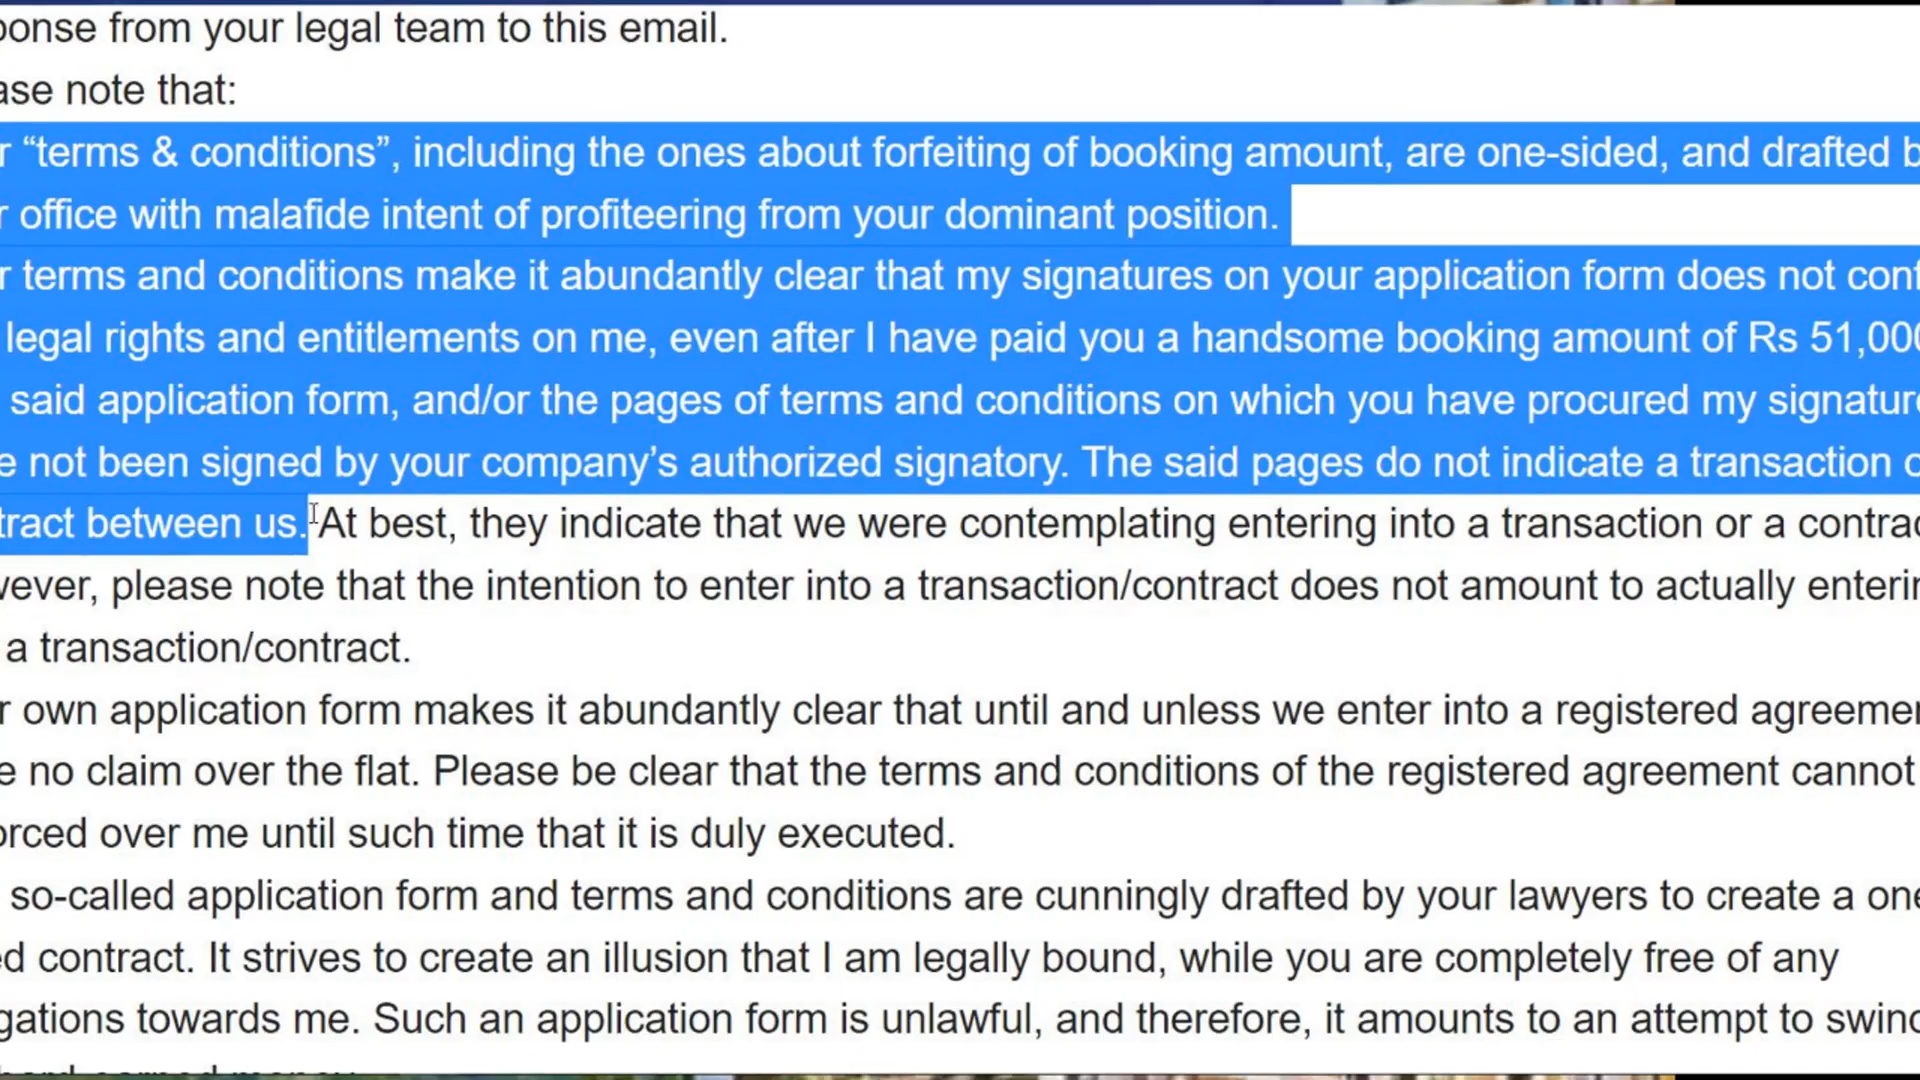 ponse from your legal team to this email.
ase note that:
r “terms & conditions”, including the ones about forfeiting of booking amount, are one-sided, and drafted b
r office with malafide intent of profiteering from your dominant position.
r terms and conditions make it abundantly clear that my signatures on your application form does not conf
legal rights and entitlements on me, even after I have paid you a handsome booking amount of Rs 51,000
said application form, and/or the pages of terms and conditions on which you have procured my signature
e not been signed by your company’s authorized signatory. The said pages do not indicate a transaction o
tract between us. At best, they indicate that we were contemplating entering into a transaction or a contrac
wever, please note that the intention to enter into a transaction/contract does not amount to actually enterin
a transaction/contract.
r own application form makes it abundantly clear that until and unless we enter into a registered agreemen
e no claim over the flat. Please be clear that the terms and conditions of the registered agreement cannot
orced over me until such time that it is duly executed.
so-called application form and terms and conditions are cunningly drafted by your lawyers to create a one
ed contract. It strives to create an illusion that I am legally bound, while you are completely free of any
gations towards me. Such an application form is unlawful, and therefore, it amounts to an attempt to swind
hard-earned money.